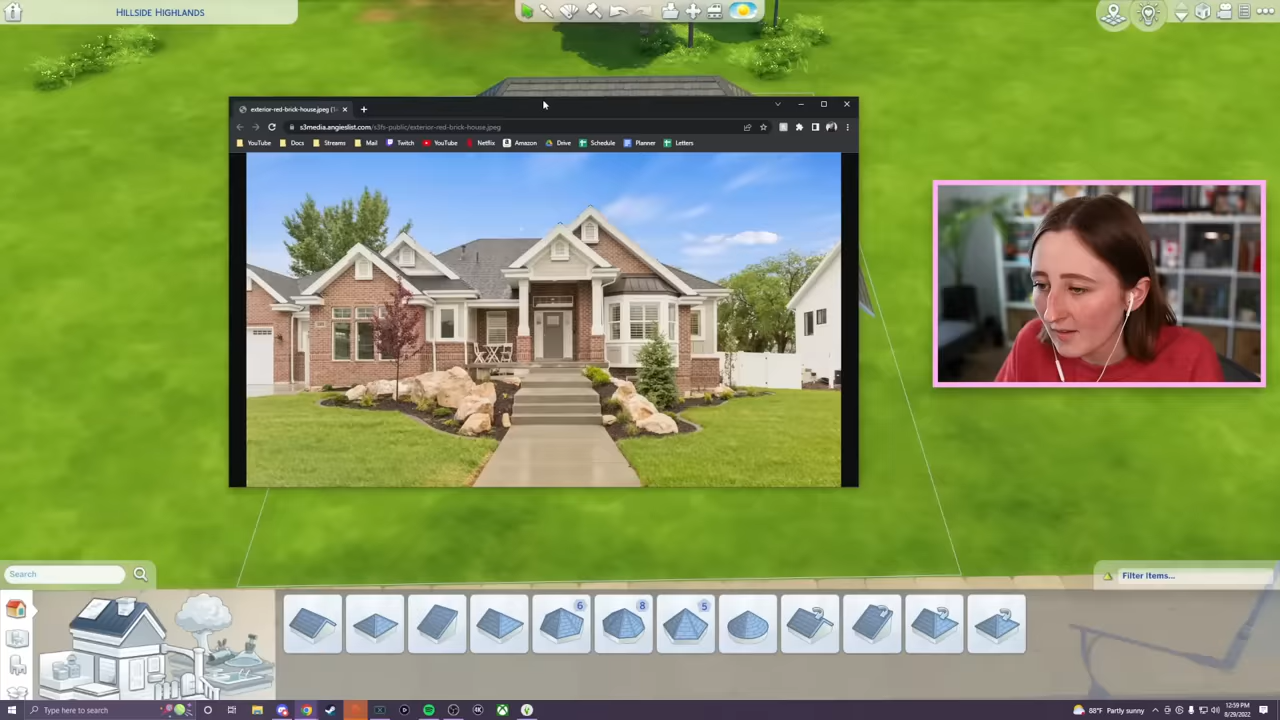 HILLSIDE HIGHLANDS
exterior-red-brick-house.jpeg (1
s3media.angieslist.com/s3fs-public/exterior-red-brick-house.jpeg
YouTube Docs Streams Mail Twitch YouTube Netflix Amazon Drive Schedule Planner Letters
Search
Filter Items...
6 8 5
Type here to search
88°F Partly sunny
12:59 PM
8/29/2022